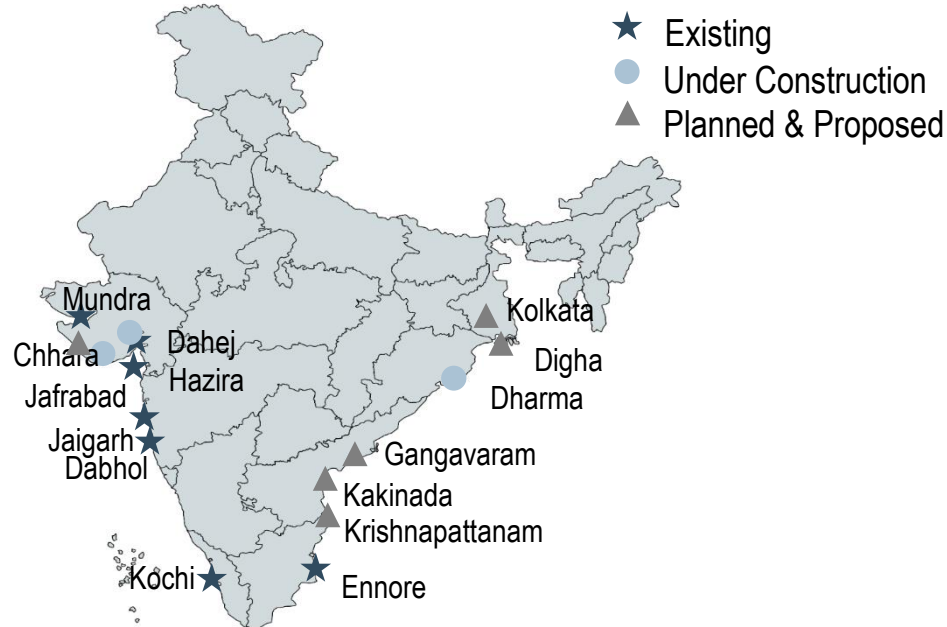 Existing
Under Construction
Planned & Proposed
Mundra
Kolkata
Chhara
Dahej
Digha
Hazira
Jafrabad
Dharma
Jaigarh
Dabhol
Gangavaram
Kakinada
Krishnapattanam
Kochi
Ennore